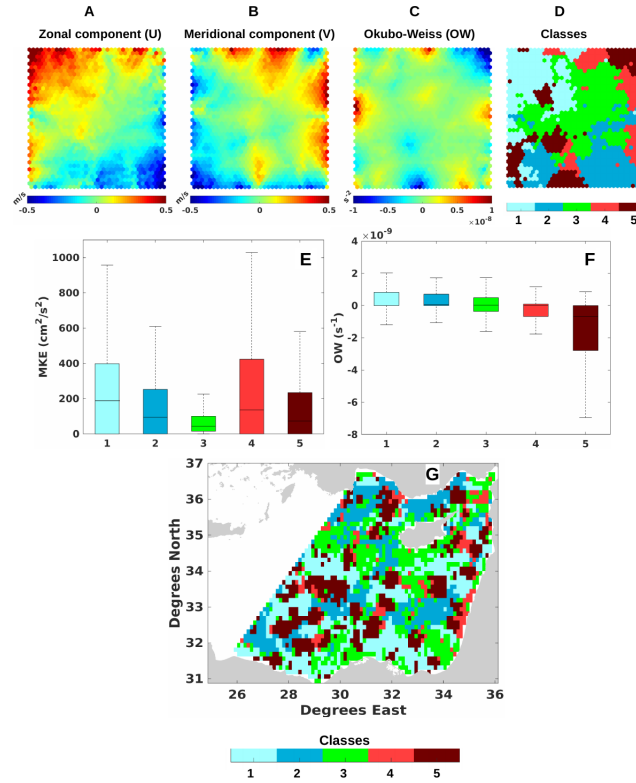 A B C D
Zonal component (U) Meridional component (V) Okubo-Weiss (OW) Classes
m/s m/s s⁻²
-0.5 0 0.5 -0.5 0 0.5 -1 0 1 1 2 3 4 5
×10⁻⁸
E
MKE (cm²/s²)
1000
800
600
400
200
0
1 2 3 4 5
×10⁻⁹
F
OW (s⁻¹)
4
2
0
-2
-4
-6
-8
1 2 3 4 5
G
Degrees North
37
36
35
34
33
32
31
26 28 30 32 34 36
Degrees East
Classes
1 2 3 4 5